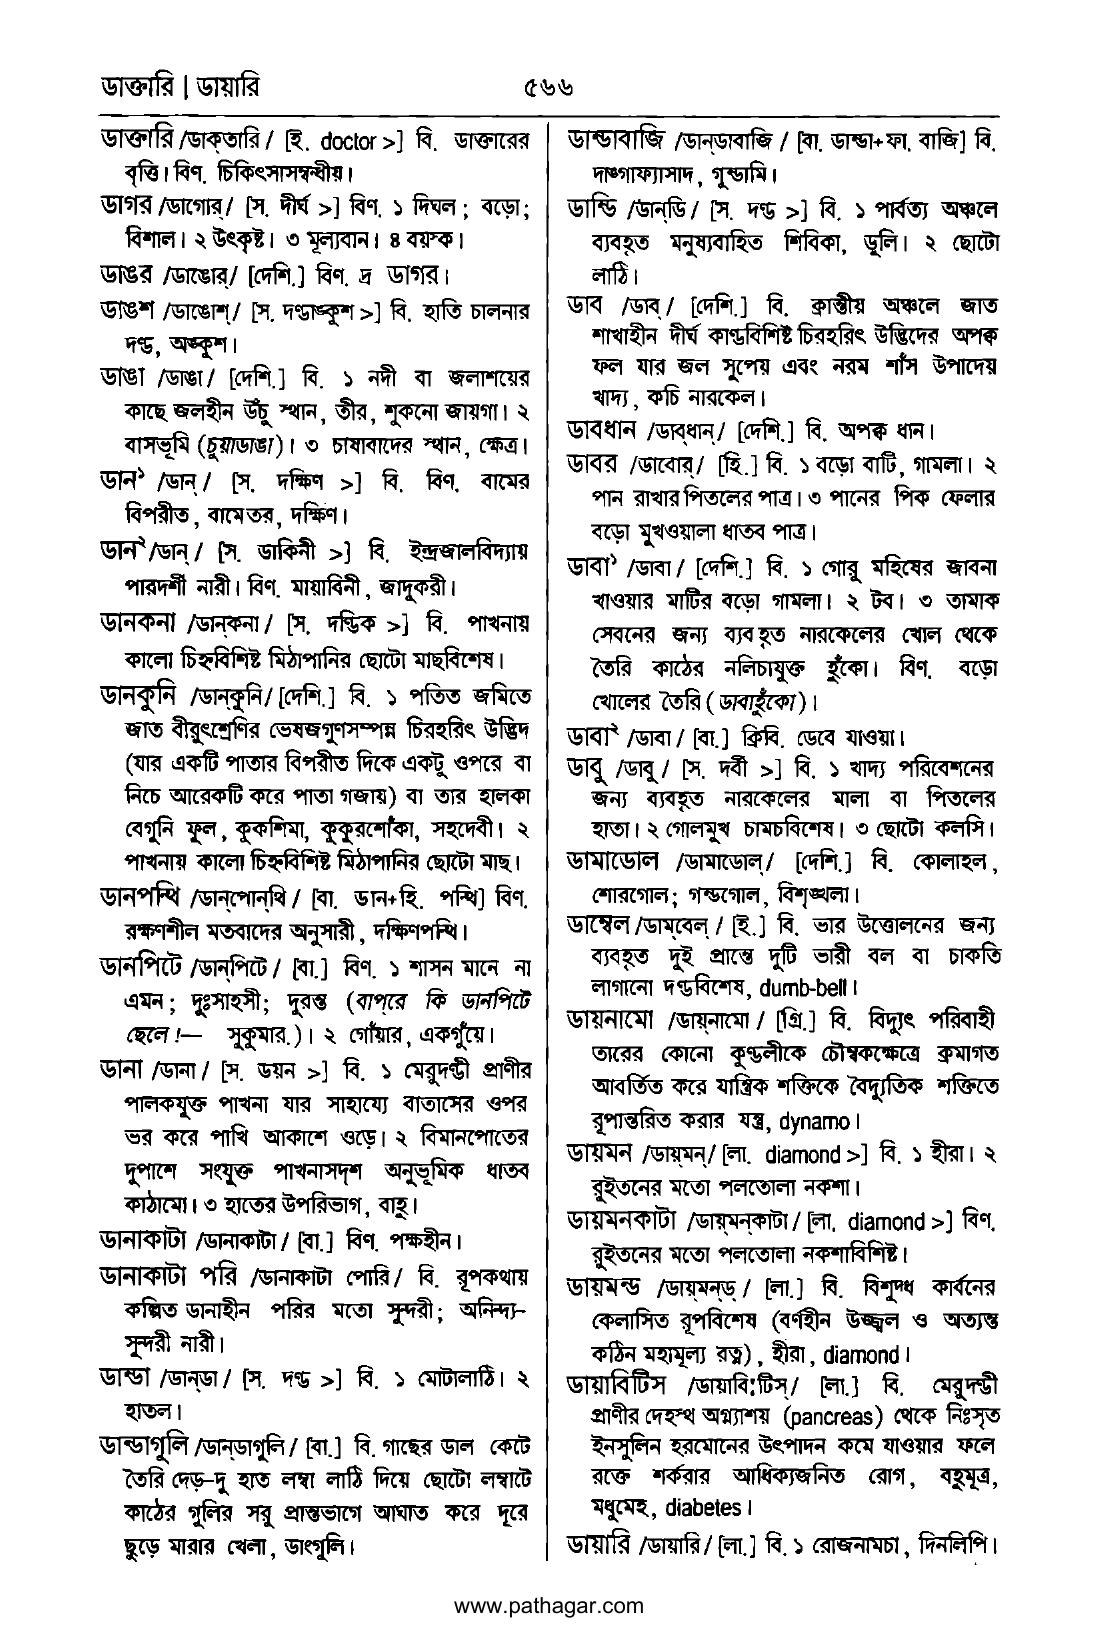 ডাক্তারি | ডায়ারি
৫৬৬
ডাক্তারি /ডাক্‌তারি / [ই. doctor >] বি. ডাক্তারের
বৃত্তি। বিণ. চিকিৎসাসম্বন্ধীয়।
ডাগর /ডাগোর্/ [স. দীর্ঘ >] বিণ. ১ দিঘল ; বড়ো;
বিশাল। ২ উৎকৃষ্ট। ৩ মূল্যবান। ৪ বয়স্ক।
ডাঙর /ডাঙোর্/ [দেশি.] বিণ. দ্র ডাগর।
ডাঙশ /ডাঙোশ্/ [স. দণ্ডাঙ্কুশ >] বি. হাতি চালনার
দণ্ড, অঙ্কুশ।
ডাঙা /ডাঙা/ [দেশি.] বি. ১ নদী বা জলাশয়ের
কাছে জলহীন উঁচু স্থান, তীর, শুকনো জায়গা। ২
বাসভূমি (চুয়াডাঙা)। ৩ চাষাবাদের স্থান, ক্ষেত্র।
ডান১ /ডান্ / [স. দক্ষিণ >] বি. বিণ. বামের
বিপরীত, বামেতর, দক্ষিণ।
ডান২ /ডান্ / [স. ডাকিনী >] বি. ইন্দ্রজালবিদ্যায়
পারদর্শী নারী। বিণ. মায়াবিনী, জাদুকরী।
ডানকনা /ডান্‌কনা / [স. দণ্ডিক >] বি. পাখনায়
কালো চিহ্নবিশিষ্ট মিঠাপানির ছোটো মাছবিশেষ।
ডানকুনি /ডান্‌কুনি/ [দেশি.] বি. ১ পতিত জমিতে
জাত বীরুৎশ্রেণির ভেষজগুণসম্পন্ন চিরহরিৎ উদ্ভিদ
(যার একটি পাতার বিপরীত দিকে একটু ওপরে বা
নিচে আরেকটি করে পাতা গজায়) বা তার হালকা
বেগুনি ফুল, কুকশিমা, কুকুরশোঁকা, সহদেবী। ২
পাখনায় কালো চিহ্নবিশিষ্ট মিঠাপানির ছোটো মাছ।
ডানপন্থি /ডান্‌পোন্‌থি / [বা. ডান+হি. পন্থি] বিণ.
রক্ষণশীল মতবাদের অনুসারী, দক্ষিণপন্থি।
ডানপিটে /ডান্‌পিটে / [বা.] বিণ. ১ শাসন মানে না
এমন ; দুঃসাহসী; দুরন্ত (বাপ্‌রে কি ডানপিটে
ছেলে !— সুকুমার.)। ২ গোঁয়ার, একগুঁয়ে।
ডানা /ডানা / [স. ডয়ন >] বি. ১ মেরুদণ্ডী প্রাণীর
পালকযুক্ত পাখনা যার সাহায্যে বাতাসের ওপর
ভর করে পাখি আকাশে ওড়ে। ২ বিমানপোতের
দুপাশে সংযুক্ত পাখনাসদৃশ অনুভূমিক ধাতব
কাঠামো। ৩ হাতের উপরিভাগ, বাহু।
ডানাকাটা /ডানাকাটা / [বা.] বিণ. পক্ষহীন।
ডানাকাটা পরি /ডানাকাটা পোরি/ বি. রূপকথায়
কল্পিত ডানাহীন পরির মতো সুন্দরী; অনিন্দ্য-
সুন্দরী নারী।
ডান্ডা /ডান্‌ডা / [স. দণ্ড >] বি. ১ মোটালাঠি। ২
হাতল।
ডান্ডাগুলি /ডান্‌ডাগুলি / [বা.] বি. গাছের ডাল কেটে
তৈরি দেড়-দু হাত লম্বা লাঠি দিয়ে ছোটো লম্বাটে
কাঠের গুলির সরু প্রান্তভাগে আঘাত করে দূরে
ছুড়ে মারার খেলা, ডাংগুলি।
ডান্ডাবাজি /ডান্‌ডাবাজি / [বা. ডান্ডা+ফা. বাজি] বি.
দাঙ্গাফ্যাসাদ, গুন্ডামি।
ডান্ডি /ডান্‌ডি / [স. দণ্ড >] বি. ১ পার্বত্য অঞ্চলে
ব্যবহৃত মনুষ্যবাহিত শিবিকা, ডুলি। ২ ছোটো
লাঠি।
ডাব /ডাব্ / [দেশি.] বি. ক্রান্তীয় অঞ্চলে জাত
শাখাহীন দীর্ঘ কাণ্ডবিশিষ্ট চিরহরিৎ উদ্ভিদের অপক্ব
ফল যার জল সুপেয় এবং নরম শাঁস উপাদেয়
খাদ্য, কচি নারকেল।
ডাবধান /ডাব্‌ধান্/ [দেশি.] বি. অপক্ব ধান।
ডাবর /ডাবোর্/ [হি.] বি. ১ বড়ো বাটি, গামলা। ২
পান রাখার পিতলের পাত্র। ৩ পানের পিক ফেলার
বড়ো মুখওয়ালা ধাতব পাত্র।
ডাবা১ /ডাবা / [দেশি.] বি. ১ গোরু মহিষের জাবনা
খাওয়ার মাটির বড়ো গামলা। ২ টব। ৩ তামাক
সেবনের জন্য ব্যবহৃত নারকেলের খোল থেকে
তৈরি কাঠের নলিচাযুক্ত হুঁকো। বিণ. বড়ো
খোলের তৈরি (ডাবাহুঁকো)।
ডাবা২ /ডাবা / [বা.] ক্রিবি. ডেবে যাওয়া।
ডাবু /ডাবু / [স. দর্বী >] বি. ১ খাদ্য পরিবেশনের
জন্য ব্যবহৃত নারকেলের মালা বা পিতলের
হাতা। ২ গোলমুখ চামচবিশেষ। ৩ ছোটো কলসি।
ডামাডোল /ডামাডোল্/ [দেশি.] বি. কোলাহল,
শোরগোল; গন্ডগোল, বিশৃঙ্খলা।
ডাম্বেল /ডাম্‌বেল্ / [ই.] বি. ভার উত্তোলনের জন্য
ব্যবহৃত দুই প্রান্তে দুটি ভারী বল বা চাকতি
লাগানো দণ্ডবিশেষ, dumb-bell।
ডায়নামো /ডায়্‌নামো / [গ্রি.] বি. বিদ্যুৎ পরিবাহী
তারের কোনো কুণ্ডলীকে চৌম্বকক্ষেত্রে ক্রমাগত
আবর্তিত করে যান্ত্রিক শক্তিকে বৈদ্যুতিক শক্তিতে
রূপান্তরিত করার যন্ত্র, dynamo।
ডায়মন /ডায়্‌মন্/ [লা. diamond >] বি. ১ হীরা। ২
রুইতনের মতো পলতোলা নকশা।
ডায়মনকাটা /ডায়্‌মন্‌কাটা / [লা. diamond >] বিণ.
রুইতনের মতো পলতোলা নকশাবিশিষ্ট।
ডায়মন্ড /ডায়্‌মন্‌ড্ / [লা.] বি. বিশুদ্ধ কার্বনের
কেলাসিত রূপবিশেষ (বর্ণহীন উজ্জ্বল ও অত্যন্ত
কঠিন মহামূল্য রত্ন), হীরা, diamond।
ডায়াবিটিস /ডায়াবি:টিস্/ [লা.] বি. মেরুদণ্ডী
প্রাণীর দেহস্থ অগ্ন্যাশয় (pancreas) থেকে নিঃসৃত
ইনসুলিন হরমোনের উৎপাদন কমে যাওয়ার ফলে
রক্তে শর্করার আধিক্যজনিত রোগ, বহুমূত্র,
মধুমেহ, diabetes।
ডায়ারি /ডায়ারি / [লা.] বি. ১ রোজনামচা, দিনলিপি।
www.pathagar.com